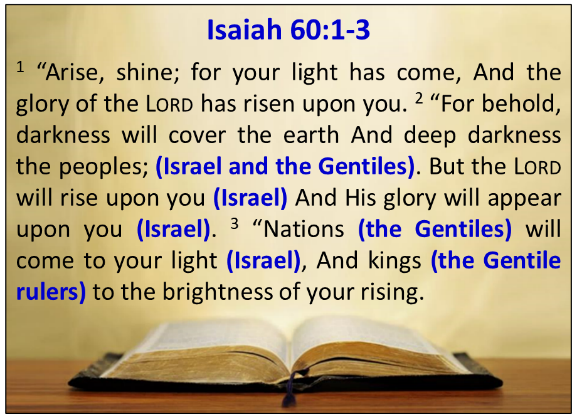 Isaiah 60:1-3
1 “Arise, shine; for your light has come, And the
glory of the LORD has risen upon you. 2 “For behold,
darkness will cover the earth And deep darkness
the peoples; (Israel and the Gentiles). But the LORD
will rise upon you (Israel) And His glory will appear
upon you (Israel). 3 “Nations (the Gentiles) will
come to your light (Israel), And kings (the Gentile
rulers) to the brightness of your rising.